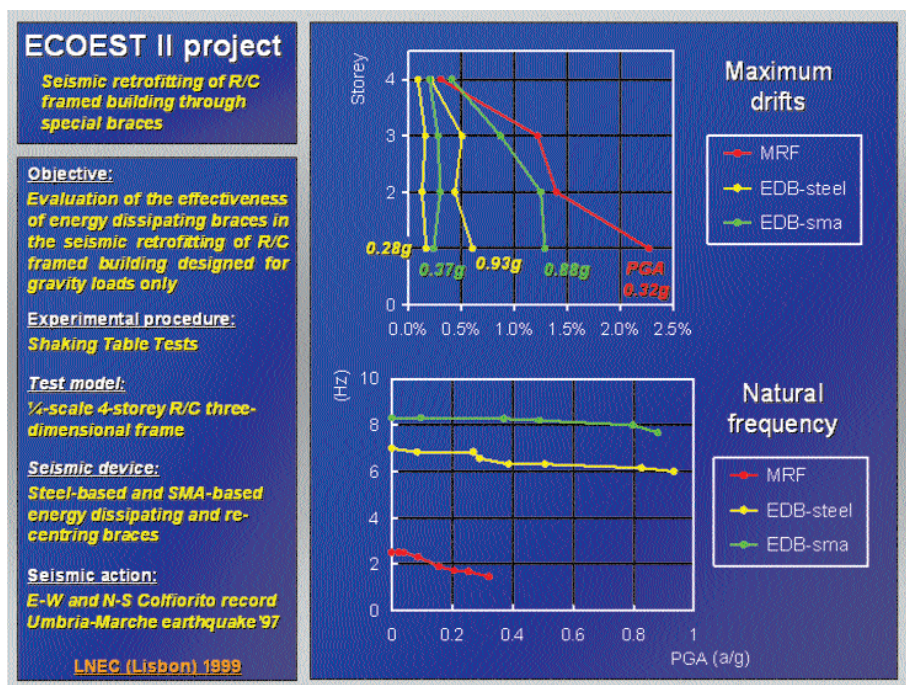 ECOEST II project
Seismic retrofitting of R/C
framed building through
special braces
Objective:
Evaluation of the effectiveness
of energy dissipating braces in
the seismic retrofitting of R/C
framed building designed for
gravity loads only
Experimental procedure:
Shaking Table Tests
Test model:
¼-scale 4-storey R/C three-
dimensional frame
Seismic device:
Steel-based and SMA-based
energy dissipating and re-
centring braces
Seismic action:
E-W and N-S Colfiorito record
Umbria-Marche earthquake '97
LNEC (Lisbon) 1999
Storey
4
3
2
1
0
0.0% 0.5% 1.0% 1.5% 2.0% 2.5%
0.28g
0.37g
0.93g
0.88g
PGA
0.32g
Maximum
drifts
MRF
EDB-steel
EDB-sma
(Hz)
10
8
6
4
2
0
0 0.2 0.4 0.6 0.8 1
PGA (a/g)
Natural
frequency
MRF
EDB-steel
EDB-sma